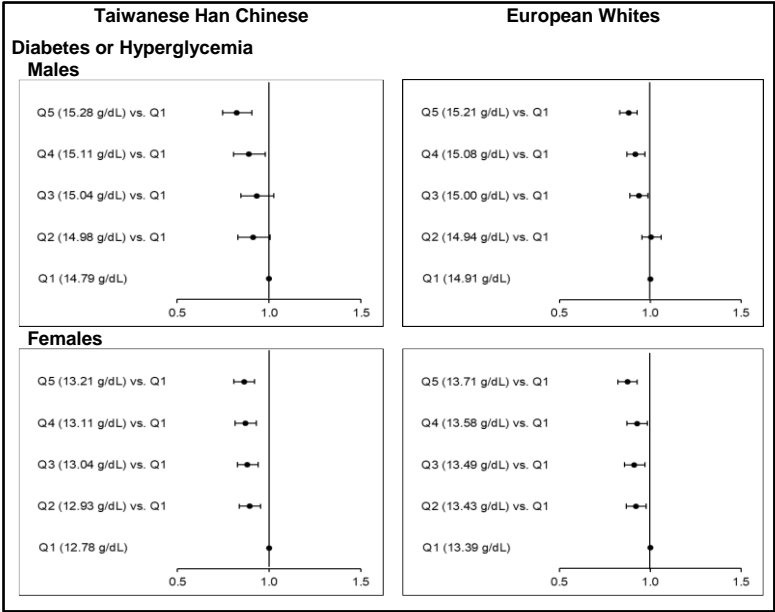 Taiwanese Han Chinese
European Whites
Diabetes or Hyperglycemia
Males
Q5 (15.28 g/dL) vs. Q1
Q4 (15.11 g/dL) vs. Q1
Q3 (15.04 g/dL) vs. Q1
Q2 (14.98 g/dL) vs. Q1
Q1 (14.79 g/dL)
0.5 1.0 1.5
Q5 (15.21 g/dL) vs. Q1
Q4 (15.08 g/dL) vs. Q1
Q3 (15.00 g/dL) vs. Q1
Q2 (14.94 g/dL) vs. Q1
Q1 (14.91 g/dL)
0.5 1.0 1.5
Females
Q5 (13.21 g/dL) vs. Q1
Q4 (13.11 g/dL) vs. Q1
Q3 (13.04 g/dL) vs. Q1
Q2 (12.93 g/dL) vs. Q1
Q1 (12.78 g/dL)
0.5 1.0 1.5
Q5 (13.71 g/dL) vs. Q1
Q4 (13.58 g/dL) vs. Q1
Q3 (13.49 g/dL) vs. Q1
Q2 (13.43 g/dL) vs. Q1
Q1 (13.39 g/dL)
0.5 1.0 1.5